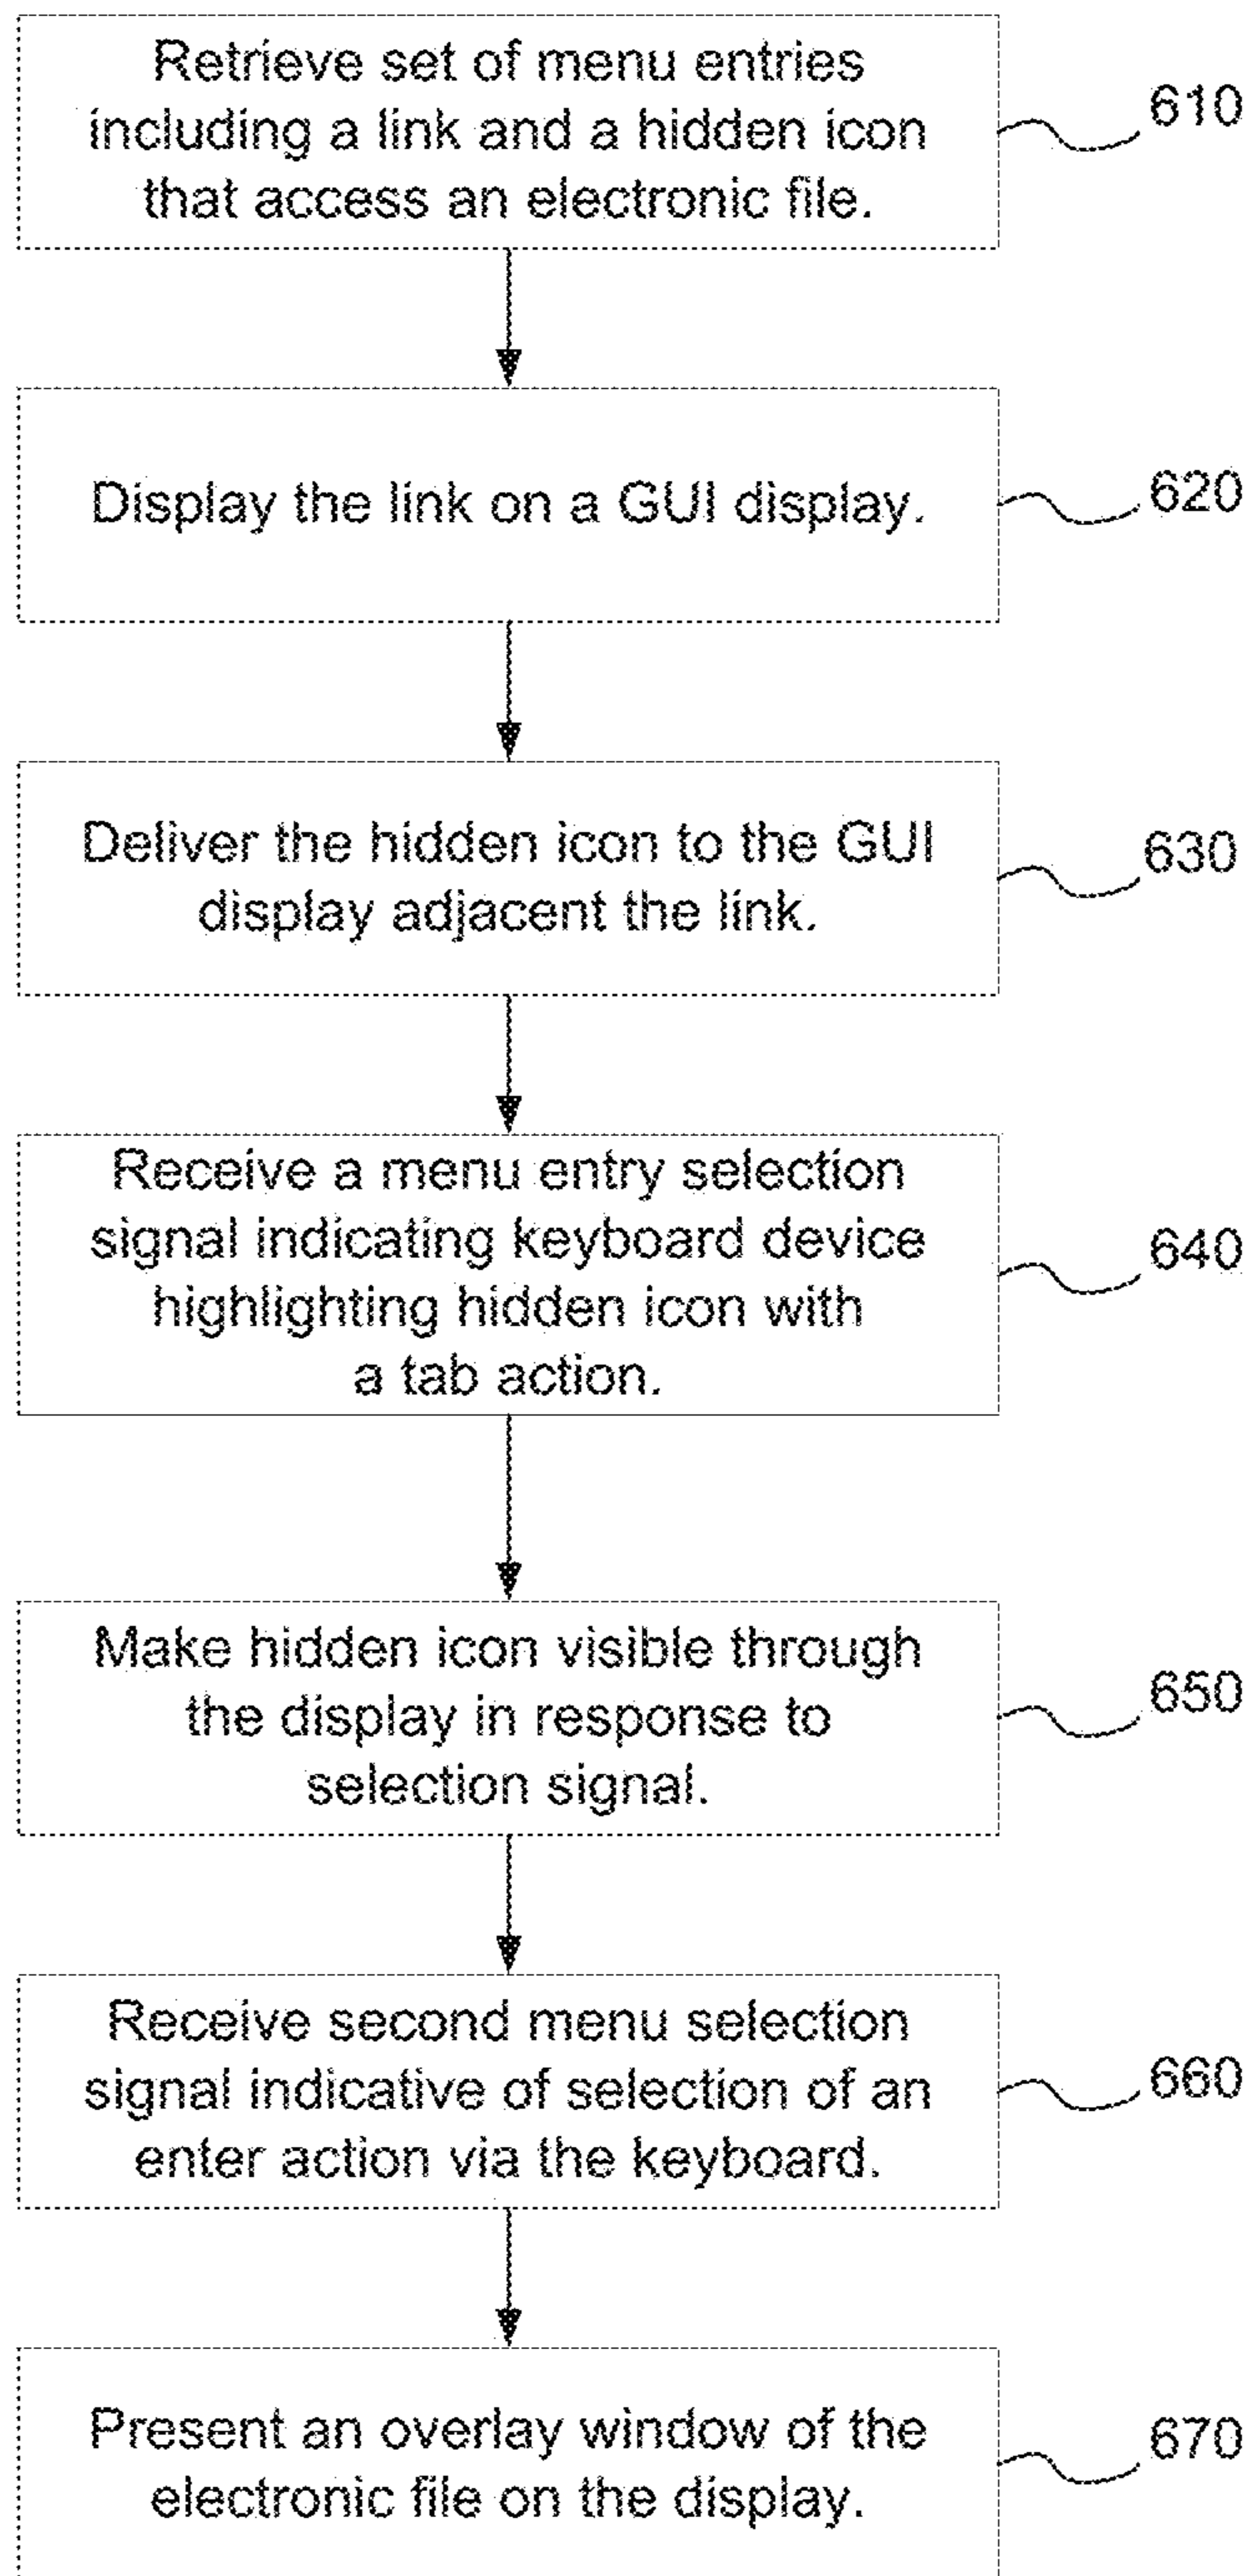 Retrieve set of menu entries
including a link and a hidden icon
that access an electronic file.
610
Display the link on a GUI display.
620
Deliver the hidden icon to the GUI
display adjacent the link.
630
Receive a menu entry selection
signal indicating keyboard device
highlighting hidden icon with
a tab action.
640
Make hidden icon visible through
the display in response to
selection signal.
650
Receive second menu selection
signal indicative of selection of an
enter action via the keyboard.
660
Present an overlay window of the
electronic file on the display.
670